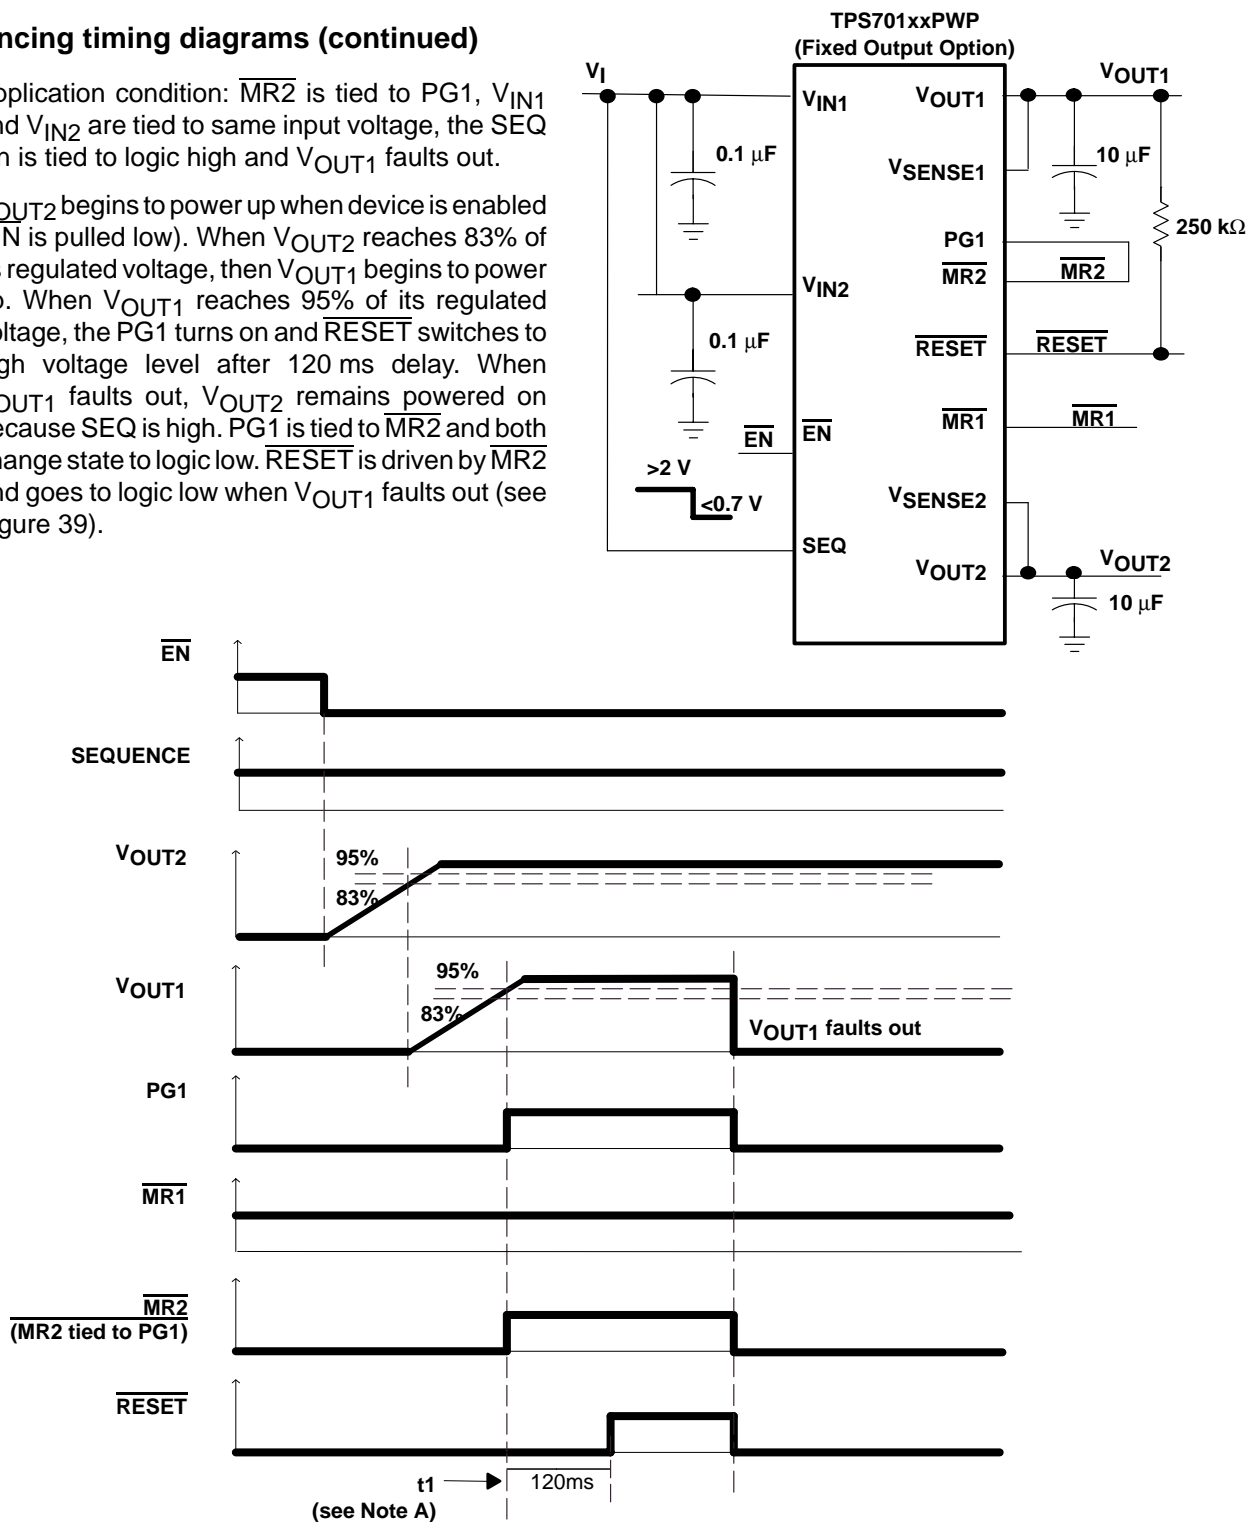 ncing timing diagrams (continued)
pplication condition: MR2 is tied to PG1, VIN1
nd VIN2 are tied to same input voltage, the SEQ
n is tied to logic high and VOUT1 faults out.
OUT2 begins to power up when device is enabled
N is pulled low). When VOUT2 reaches 83% of
s regulated voltage, then VOUT1 begins to power
o. When VOUT1 reaches 95% of its regulated
oltage, the PG1 turns on and RESET switches to
gh voltage level after 120 ms delay. When
OUT1 faults out, VOUT2 remains powered on
ecause SEQ is high. PG1 is tied to MR2 and both
hange state to logic low. RESET is driven by MR2
nd goes to logic low when VOUT1 faults out (see
igure 39).
TPS701xxPWP
(Fixed Output Option)
VI
VIN1
VOUT1
VOUT1
0.1 µF
VSENSE1
10 µF
250 kΩ
PG1
MR2
MR2
VIN2
0.1 µF
RESET
RESET
EN
EN
MR1
MR1
>2 V
<0.7 V
VSENSE2
SEQ
VOUT2
VOUT2
10 µF
EN
SEQUENCE
VOUT2
95%
83%
VOUT1
95%
83%
VOUT1 faults out
PG1
MR1
MR2
(MR2 tied to PG1)
RESET
t1
(see Note A)
120ms